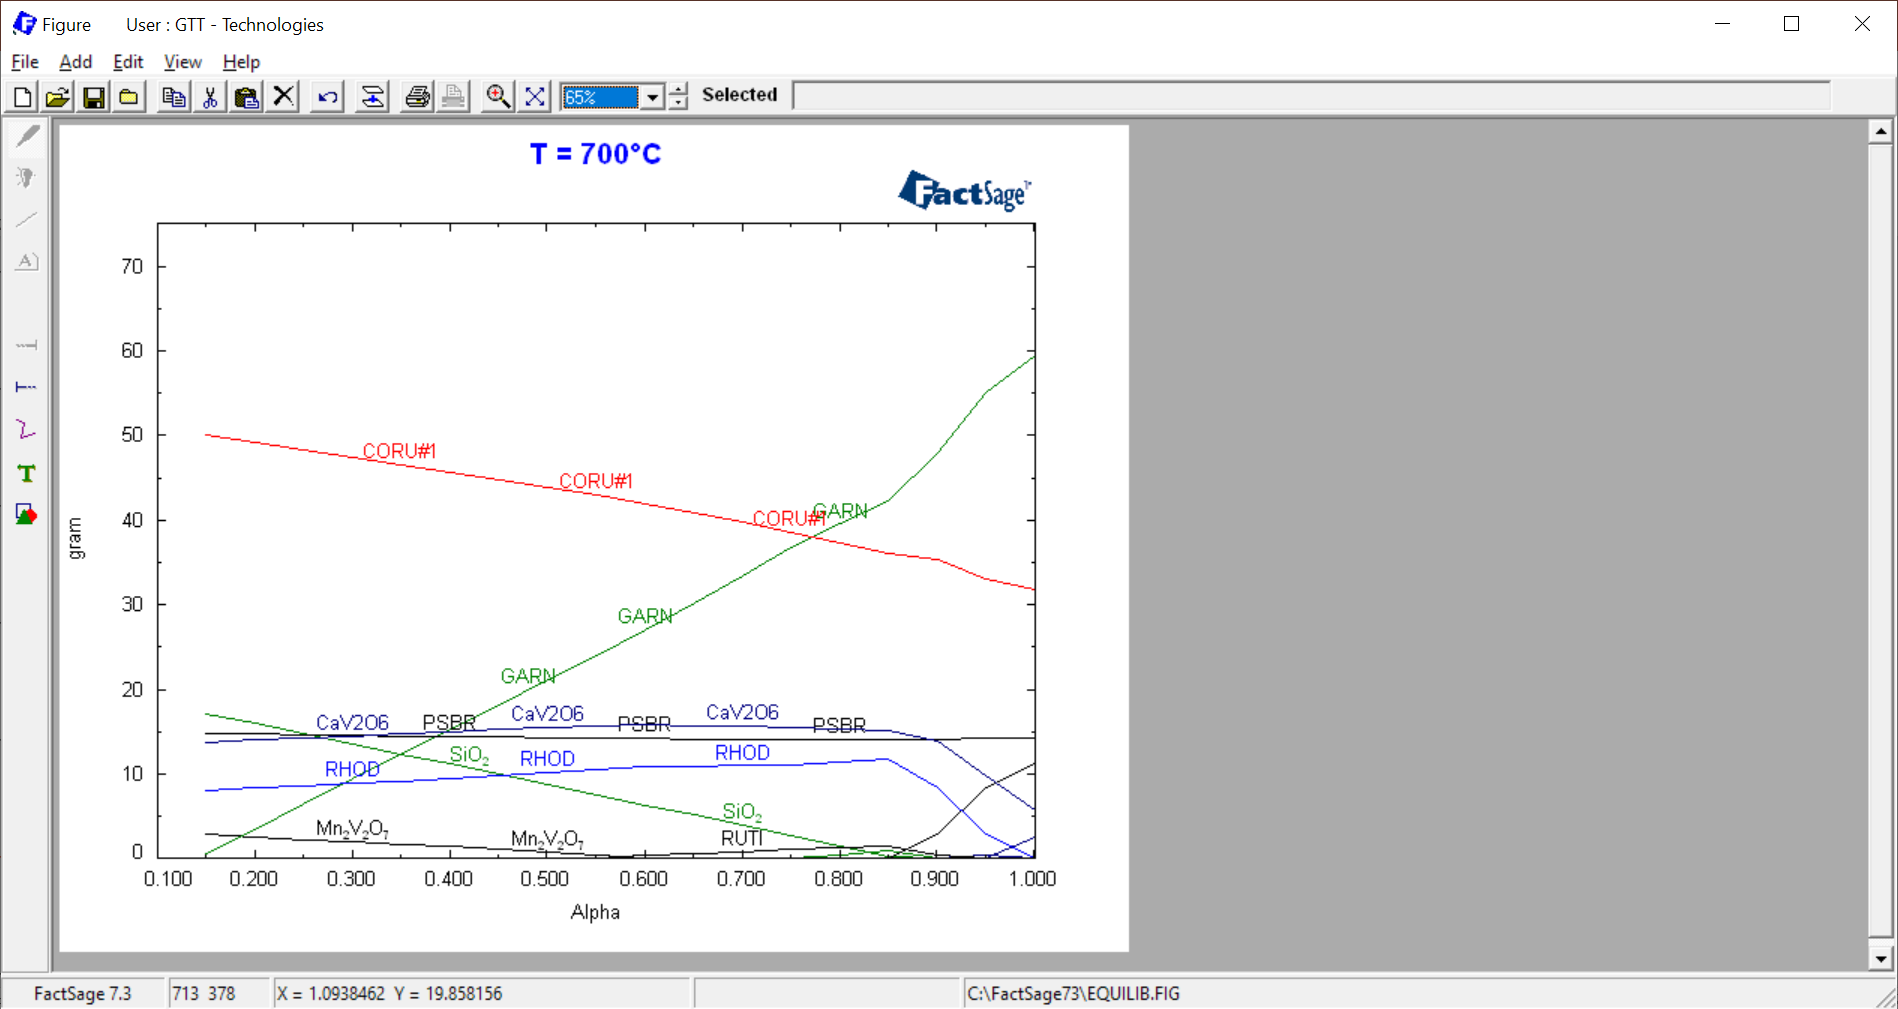 Figure User : GTT - Technologies
File Add Edit View Help
65% Selected
T = 700°C
FactSage™
70
60
50
40
30
20
10
0
gram
CORU#1
CORU#1
CORU#1 GARN
GARN
GARN
CaV2O6 PSBR CaV2O6 PSBR CaV2O6 PSBR
RHOD SiO₂ RHOD RHOD
SiO₂
Mn₂V₂O₇ Mn₂V₂O₇ RUTI
0.100 0.200 0.300 0.400 0.500 0.600 0.700 0.800 0.900 1.000
Alpha
FactSage 7.3 713 378 X = 1.0938462 Y = 19.858156 C:\FactSage73\EQUILIB.FIG